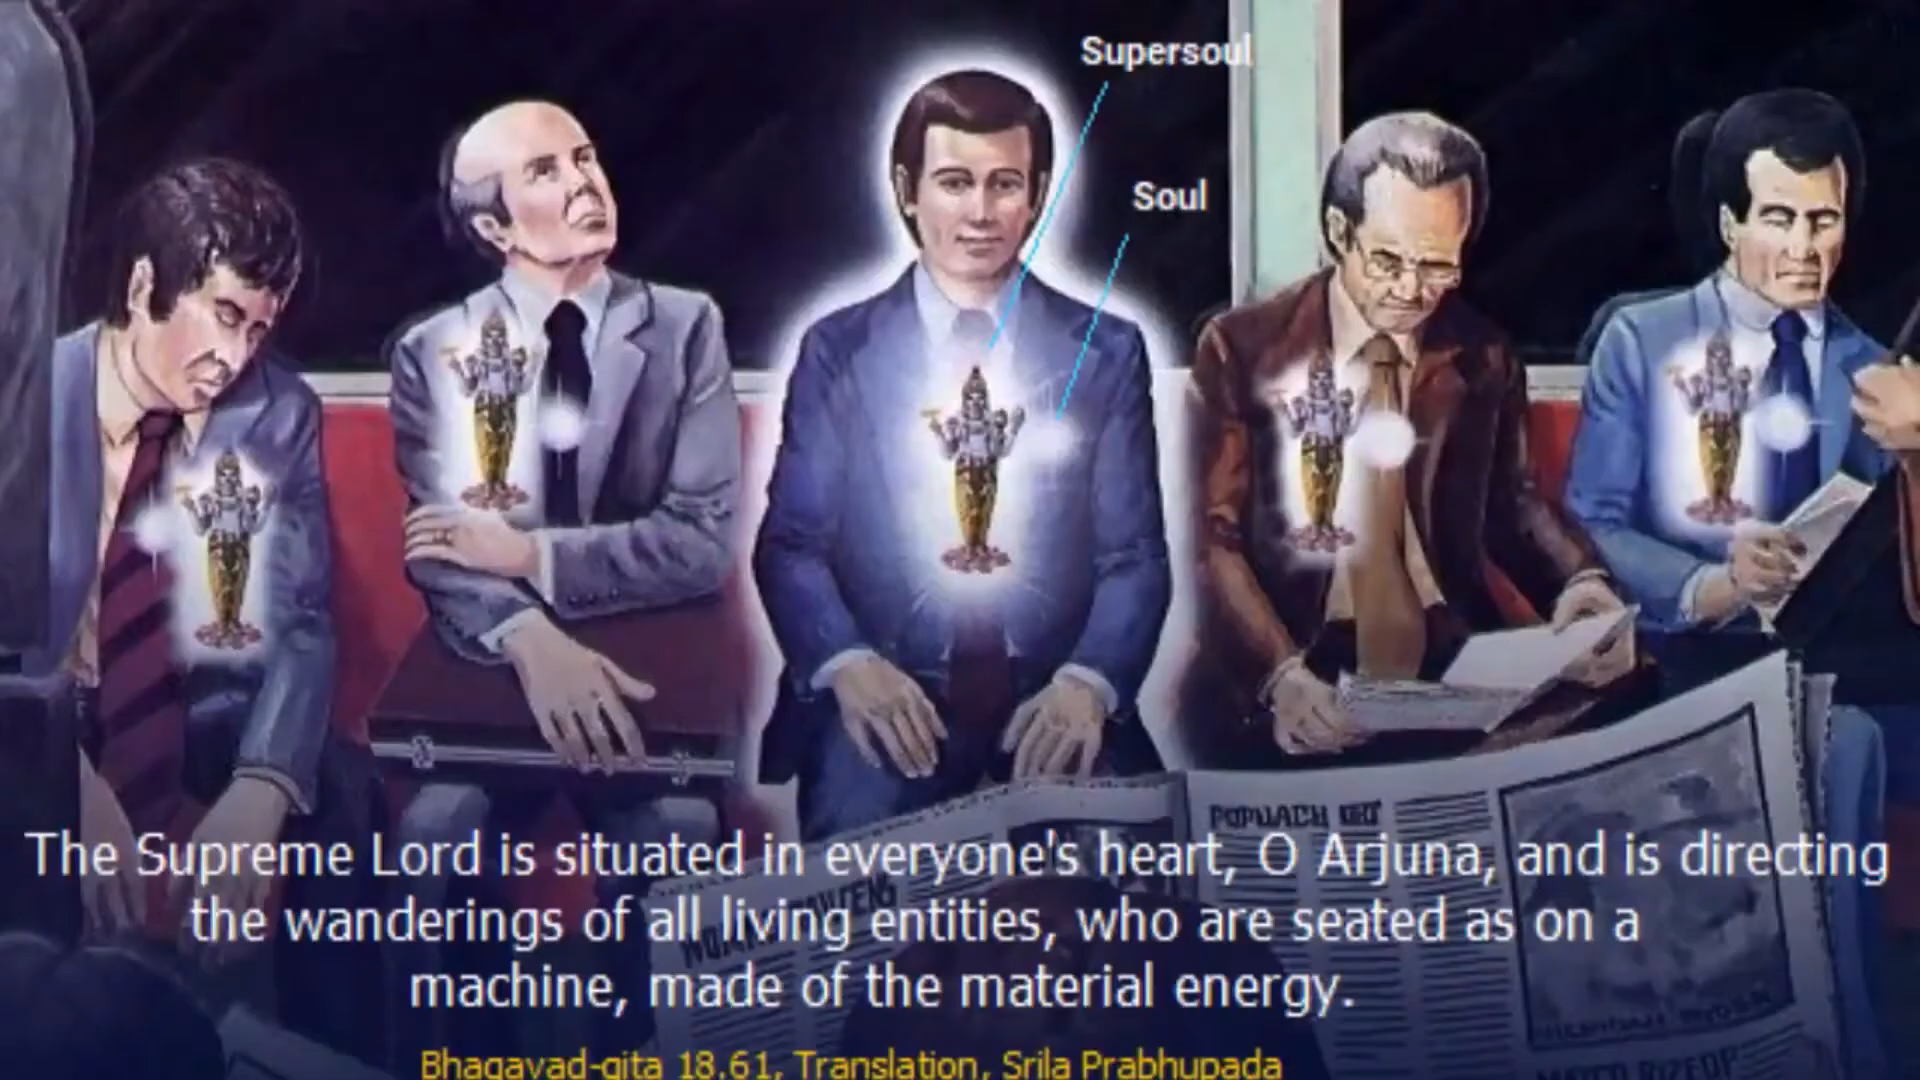 Supersoul
Soul
The Supreme Lord is situated in everyone's heart, O Arjuna, and is directing
the wanderings of all living entities, who are seated as on a
machine, made of the material energy.
Bhagavad-gita 18.61, Translation, Srila Prabhupada